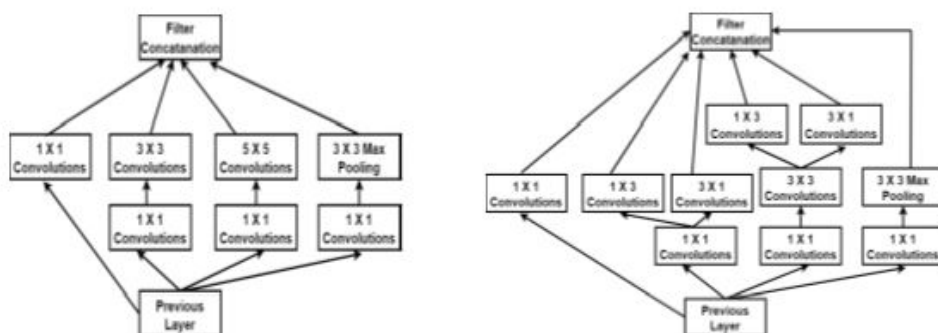 Filter
Concatanation
1 X 1
Convolutions
3 X 3
Convolutions
5 X 5
Convolutions
3 X 3 Max
Pooling
1 X 1
Convolutions
1 X 1
Convolutions
1 X 1
Convolutions
Previous
Layer
Filter
Concatanation
1 X 3
Convolutions
3 X 1
Convolutions
1 X 1
Convolutions
1 X 3
Convolutions
3 X 1
Convolutions
3 X 3
Convolutions
3 X 3 Max
Pooling
1 X 1
Convolutions
1 X 1
Convolutions
1 X 1
Convolutions
Previous
Layer